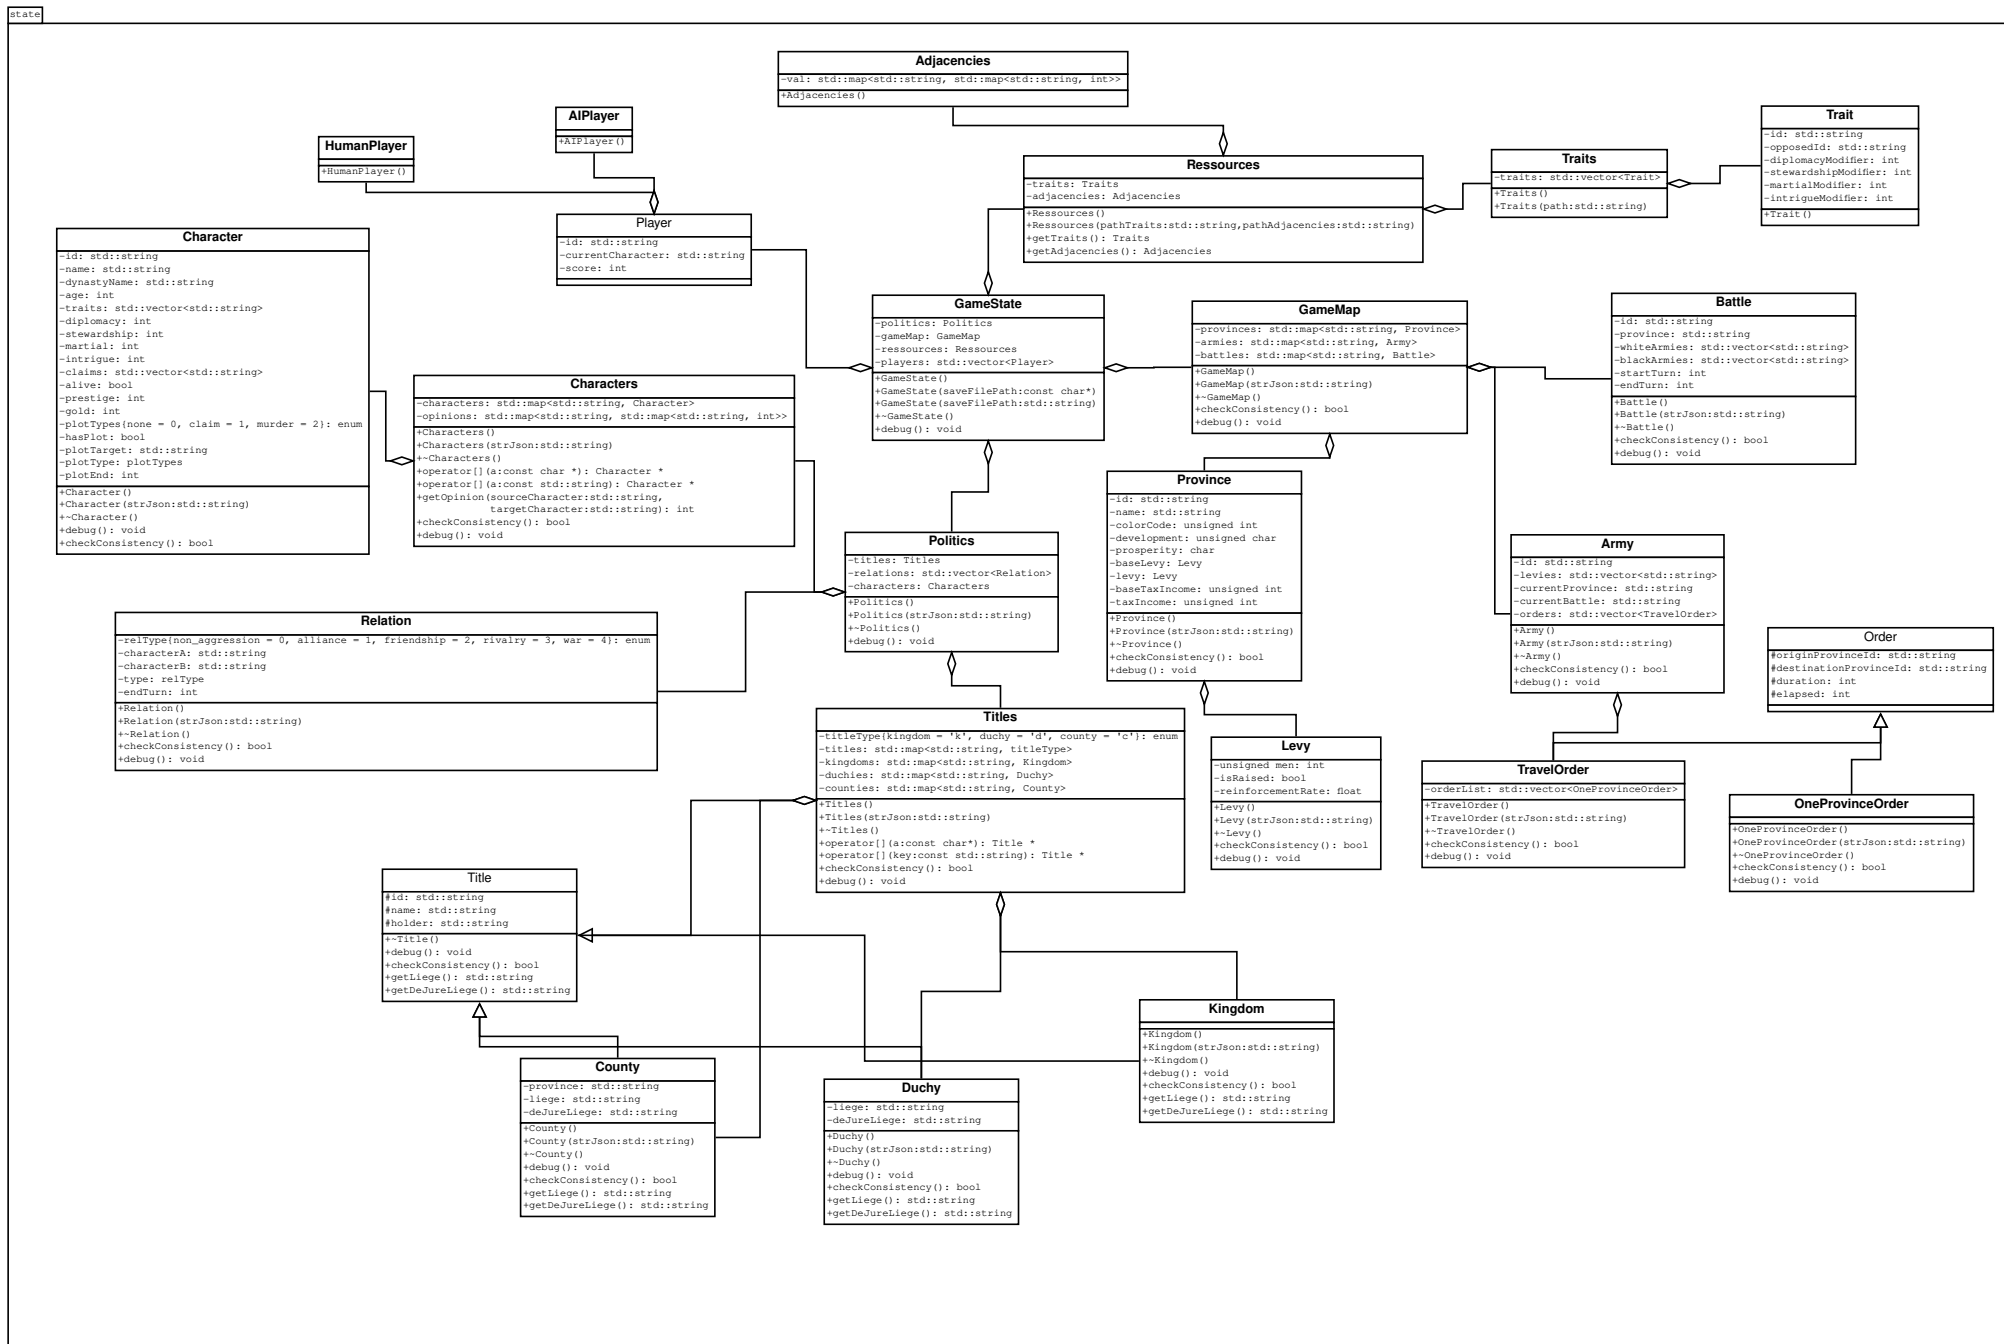 state
Adjacencies
-val: std::map<std::string, std::map<std::string, int>>
+Adjacencies()
AIPlayer
+AIPlayer()
HumanPlayer
+HumanPlayer()
Trait
-id: std::string
-opposedId: std::string
-diplomacyModifier: int
-stewardshipModifier: int
-martialModifier: int
-intrigueModifier: int
+Trait()
Traits
-traits: std::vector<Trait>
+Traits()
+Traits(path:std::string)
Ressources
-traits: Traits
-adjacencies: Adjacencies
+Ressources()
+Ressources(pathTraits:std::string,pathAdjacencies:std::string)
+getTraits(): Traits
+getAdjacencies(): Adjacencies
Player
-id: std::string
-currentCharacter: std::string
-score: int
Character
-id: std::string
-name: std::string
-dynastyName: std::string
-age: int
-traits: std::vector<std::string>
-diplomacy: int
-stewardship: int
-martial: int
-intrigue: int
-claims: std::vector<std::string>
-alive: bool
-prestige: int
-gold: int
-plotTypes{none = 0, claim = 1, murder = 2}: enum
-hasPlot: bool
-plotTarget: std::string
-plotType: plotTypes
-plotEnd: int
+Character()
+Character(strJson:std::string)
+~Character()
+debug(): void
+checkConsistency(): bool
Characters
-characters: std::map<std::string, Character>
-opinions: std::map<std::string, std::map<std::string, int>>
+Characters()
+Characters(strJson:std::string)
+~Characters()
+operator[](a:const char *): Character *
+operator[](a:const std::string): Character *
+getOpinion(sourceCharacter:std::string,
targetCharacter:std::string): int
+checkConsistency(): bool
+debug(): void
GameState
-politics: Politics
-gameMap: GameMap
-ressources: Ressources
-players: std::vector<Player>
+GameState()
+GameState(saveFilePath:const char*)
+GameState(saveFilePath:std::string)
+~GameState()
+debug(): void
GameMap
-provinces: std::map<std::string, Province>
-armies: std::map<std::string, Army>
-battles: std::map<std::string, Battle>
+GameMap()
+GameMap(strJson:std::string)
+~GameMap()
+checkConsistency(): bool
+debug(): void
Battle
-id: std::string
-province: std::string
-whiteArmies: std::vector<std::string>
-blackArmies: std::vector<std::string>
-startTurn: int
-endTurn: int
+Battle()
+Battle(strJson:std::string)
+~Battle()
+checkConsistency(): bool
+debug(): void
Province
-id: std::string
-name: std::string
-colorCode: unsigned int
-development: unsigned char
-prosperity: char
-baseLevy: Levy
-levy: Levy
-baseTaxIncome: unsigned int
-taxIncome: unsigned int
+Province()
+Province(strJson:std::string)
+~Province()
+checkConsistency(): bool
+debug(): void
Army
-id: std::string
-levies: std::vector<std::string>
-currentProvince: std::string
-currentBattle: std::string
-orders: std::vector<TravelOrder>
+Army()
+Army(strJson:std::string)
+~Army()
+checkConsistency(): bool
+debug(): void
Politics
-titles: Titles
-relations: std::vector<Relation>
-characters: Characters
+Politics()
+Politics(strJson:std::string)
+~Politics()
+debug(): void
Relation
-relType{non_aggression = 0, alliance = 1, friendship = 2, rivalry = 3, war = 4}: enum
-characterA: std::string
-characterB: std::string
-type: relType
-endTurn: int
+Relation()
+Relation(strJson:std::string)
+~Relation()
+checkConsistency(): bool
+debug(): void
Order
#originProvinceId: std::string
#destinationProvinceId: std::string
#duration: int
#elapsed: int
Titles
-titleType{kingdom = 'k', duchy = 'd', county = 'c'}: enum
-titles: std::map<std::string, titleType>
-kingdoms: std::map<std::string, Kingdom>
-duchies: std::map<std::string, Duchy>
-counties: std::map<std::string, County>
+Titles()
+Titles(strJson:std::string)
+~Titles()
+operator[](a:const char*): Title *
+operator[](key:const std::string): Title *
+checkConsistency(): bool
+debug(): void
Levy
-unsigned men: int
-isRaised: bool
-reinforcementRate: float
+Levy()
+Levy(strJson:std::string)
+~Levy()
+checkConsistency(): bool
+debug(): void
TravelOrder
-orderList: std::vector<OneProvinceOrder>
+TravelOrder()
+TravelOrder(strJson:std::string)
+~TravelOrder()
+checkConsistency(): bool
+debug(): void
OneProvinceOrder
+OneProvinceOrder()
+OneProvinceOrder(strJson:std::string)
+~OneProvinceOrder()
+checkConsistency(): bool
+debug(): void
Title
#id: std::string
#name: std::string
#holder: std::string
+~Title()
+debug(): void
+checkConsistency(): bool
+getLiege(): std::string
+getDeJureLiege(): std::string
Kingdom
+Kingdom()
+Kingdom(strJson:std::string)
+~Kingdom()
+debug(): void
+checkConsistency(): bool
+getLiege(): std::string
+getDeJureLiege(): std::string
County
-province: std::string
-liege: std::string
-deJureLiege: std::string
+County()
+County(strJson:std::string)
+~County()
+debug(): void
+checkConsistency(): bool
+getLiege(): std::string
+getDeJureLiege(): std::string
Duchy
-liege: std::string
-deJureLiege: std::string
+Duchy()
+Duchy(strJson:std::string)
+~Duchy()
+debug(): void
+checkConsistency(): bool
+getLiege(): std::string
+getDeJureLiege(): std::string